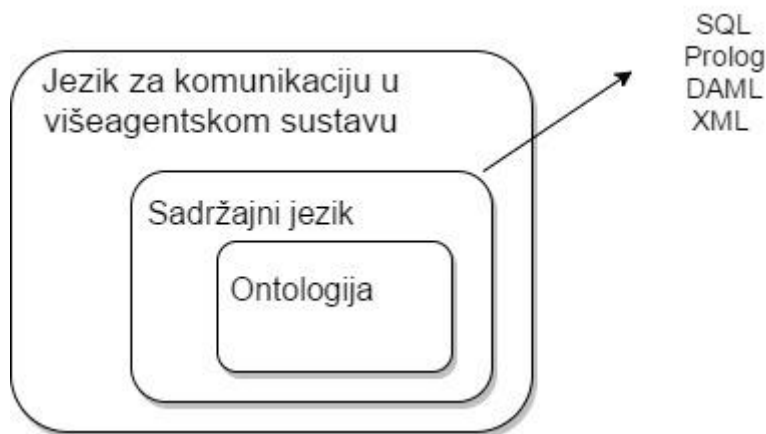 Jezik za komunikaciju u
višeagentskom sustavu
Sadržajni jezik
Ontologija
SQL
Prolog
DAML
XML